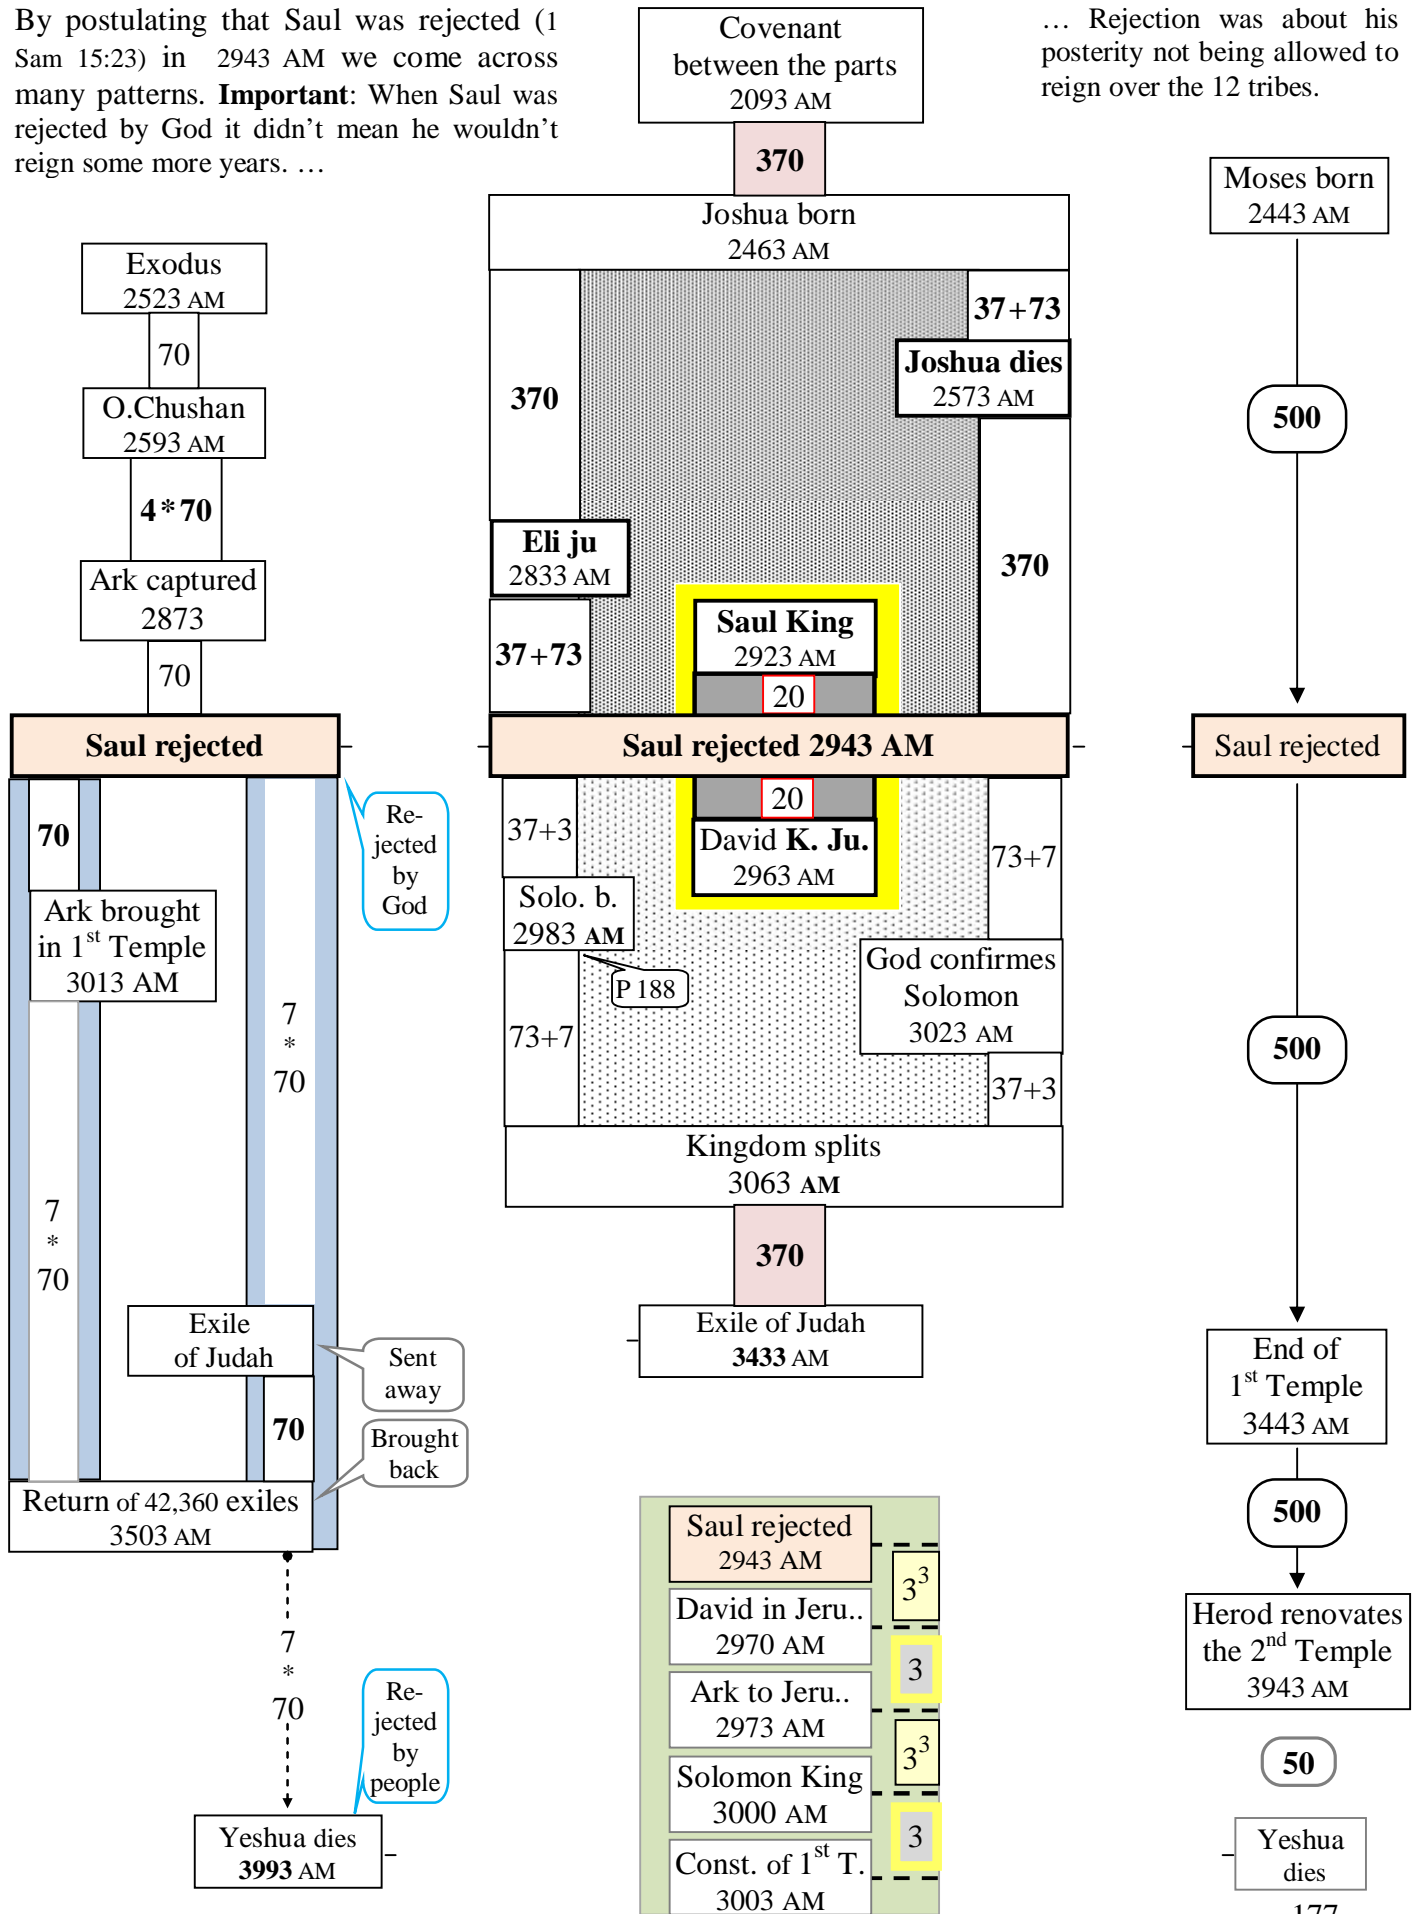 By postulating that Saul was rejected (1
Sam 15:23) in 2943 AM we come across
many patterns. Important: When Saul was
rejected by God it didn't mean he wouldn't
reign some more years. …
… Rejection was about his
posterity not being allowed to
reign over the 12 tribes.
Exodus
2523 AM
70
O.Chushan
2593 AM
4*70
Ark captured
2873
70
Saul rejected
Re-
jected
by
God
70
Ark brought
in 1st Temple
3013 AM
7
*
70
7
*
70
Exile
of Judah
Sent
away
70
Brought
back
Return of 42,360 exiles
3503 AM
7
*
70
Re-
jected
by
people
Yeshua dies
3993 AM
Covenant
between the parts
2093 AM
370
Joshua born
2463 AM
370
37+73
Joshua dies
2573 AM
370
Eli ju
2833 AM
37+73
Saul King
2923 AM
20
Saul rejected 2943 AM
20
David K. Ju.
2963 AM
37+3
Solo. b.
2983 AM
P 188
73+7
73+7
God confirmes
Solomon
3023 AM
37+3
Kingdom splits
3063 AM
370
Exile of Judah
3433 AM
Saul rejected
2943 AM
3³
David in Jeru..
2970 AM
3
Ark to Jeru..
2973 AM
3³
Solomon King
3000 AM
3
Const. of 1st T.
3003 AM
Moses born
2443 AM
500
Saul rejected
500
End of
1st Temple
3443 AM
500
Herod renovates
the 2nd Temple
3943 AM
50
Yeshua
dies
177